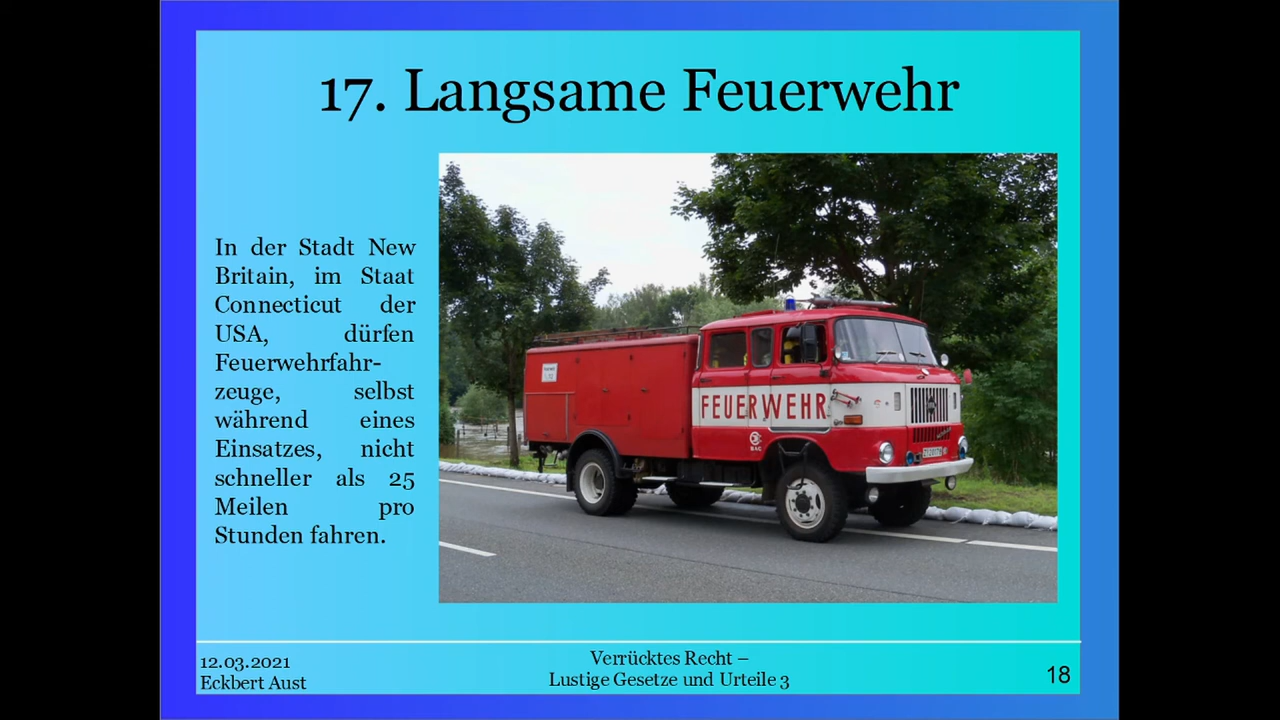 17. Langsame Feuerwehr
In der Stadt New
Britain, im Staat
Connecticut der
USA, dürfen
Feuerwehrfahr-
zeuge, selbst
während eines
Einsatzes, nicht
schneller als 25
Meilen pro
Stunden fahren.
FEUERWEHR
12.03.2021
Eckbert Aust
Verrücktes Recht –
Lustige Gesetze und Urteile 3
18